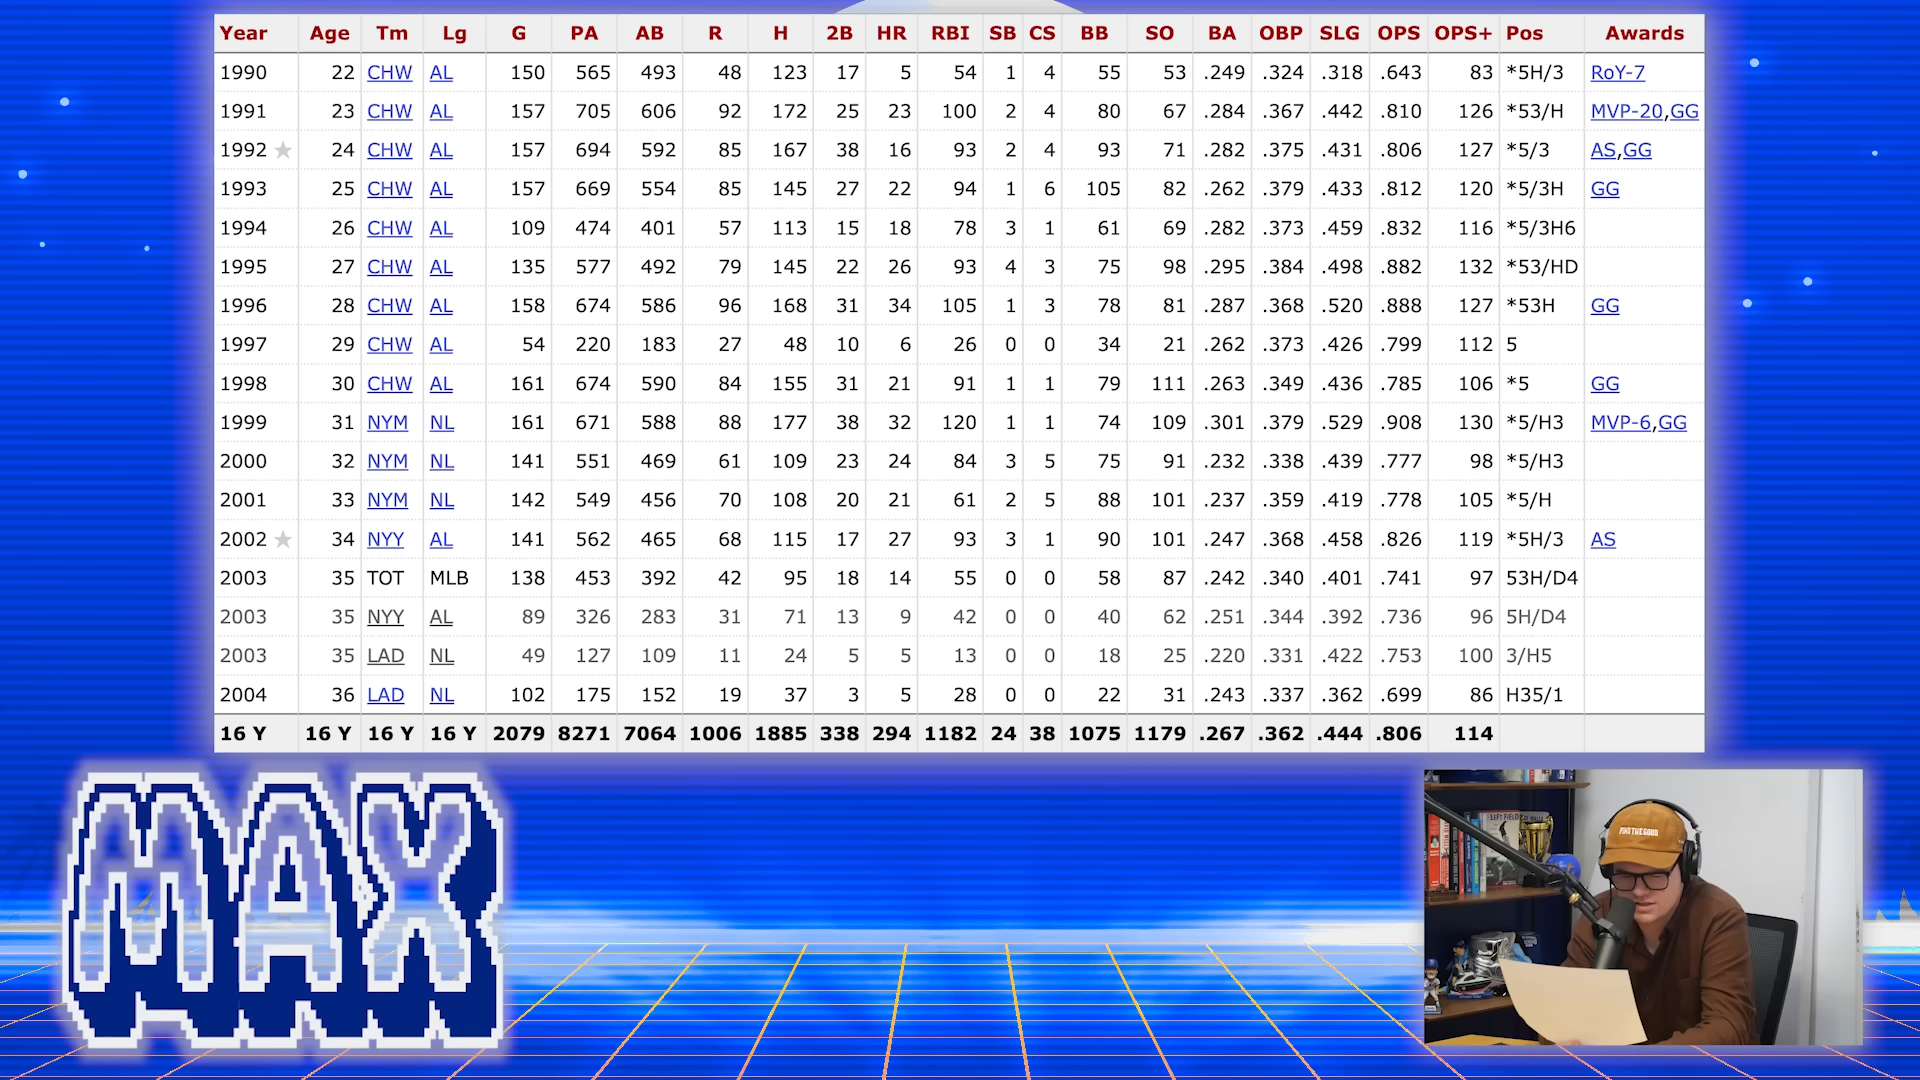 Year Age Tm Lg G PA AB R H 2B HR RBI SB CS BB SO BA OBP SLG OPS OPS+ Pos Awards
1990 22 CHW AL 150 565 493 48 123 17 5 54 1 4 55 53 .249 .324 .318 .643 83 *5H/3 RoY-7
1991 23 CHW AL 157 705 606 92 172 25 23 100 2 4 80 67 .284 .367 .442 .810 126 *53/H MVP-20,GG
1992 ★ 24 CHW AL 157 694 592 85 167 38 16 93 2 4 93 71 .282 .375 .431 .806 127 *5/3 AS,GG
1993 25 CHW AL 157 669 554 85 145 27 22 94 1 6 105 82 .262 .379 .433 .812 120 *5/3H GG
1994 26 CHW AL 109 474 401 57 113 15 18 78 3 1 61 69 .282 .373 .459 .832 116 *5/3H6
1995 27 CHW AL 135 577 492 79 145 22 26 93 4 3 75 98 .295 .384 .498 .882 132 *53/HD
1996 28 CHW AL 158 674 586 96 168 31 34 105 1 3 78 81 .287 .368 .520 .888 127 *53H GG
1997 29 CHW AL 54 220 183 27 48 10 6 26 0 0 34 21 .262 .373 .426 .799 112 5
1998 30 CHW AL 161 674 590 84 155 31 21 91 1 1 79 111 .263 .349 .436 .785 106 *5 GG
1999 31 NYM NL 161 671 588 88 177 38 32 120 1 1 74 109 .301 .379 .529 .908 130 *5/H3 MVP-6,GG
2000 32 NYM NL 141 551 469 61 109 23 24 84 3 5 75 91 .232 .338 .439 .777 98 *5/H3
2001 33 NYM NL 142 549 456 70 108 20 21 61 2 5 88 101 .237 .359 .419 .778 105 *5/H
2002 ★ 34 NYY AL 141 562 465 68 115 17 27 93 3 1 90 101 .247 .368 .458 .826 119 *5H/3 AS
2003 35 TOT MLB 138 453 392 42 95 18 14 55 0 0 58 87 .242 .340 .401 .741 97 53H/D4
2003 35 NYY AL 89 326 283 31 71 13 9 42 0 0 40 62 .251 .344 .392 .736 96 5H/D4
2003 35 LAD NL 49 127 109 11 24 5 5 13 0 0 18 25 .220 .331 .422 .753 100 3/H5
2004 36 LAD NL 102 175 152 19 37 3 5 28 0 0 22 31 .243 .337 .362 .699 86 H35/1
16 Y 16 Y 16 Y 16 Y 2079 8271 7064 1006 1885 338 294 1182 24 38 1075 1179 .267 .362 .444 .806 114
MAX
LEFT FIELD
FIND THE GOOD